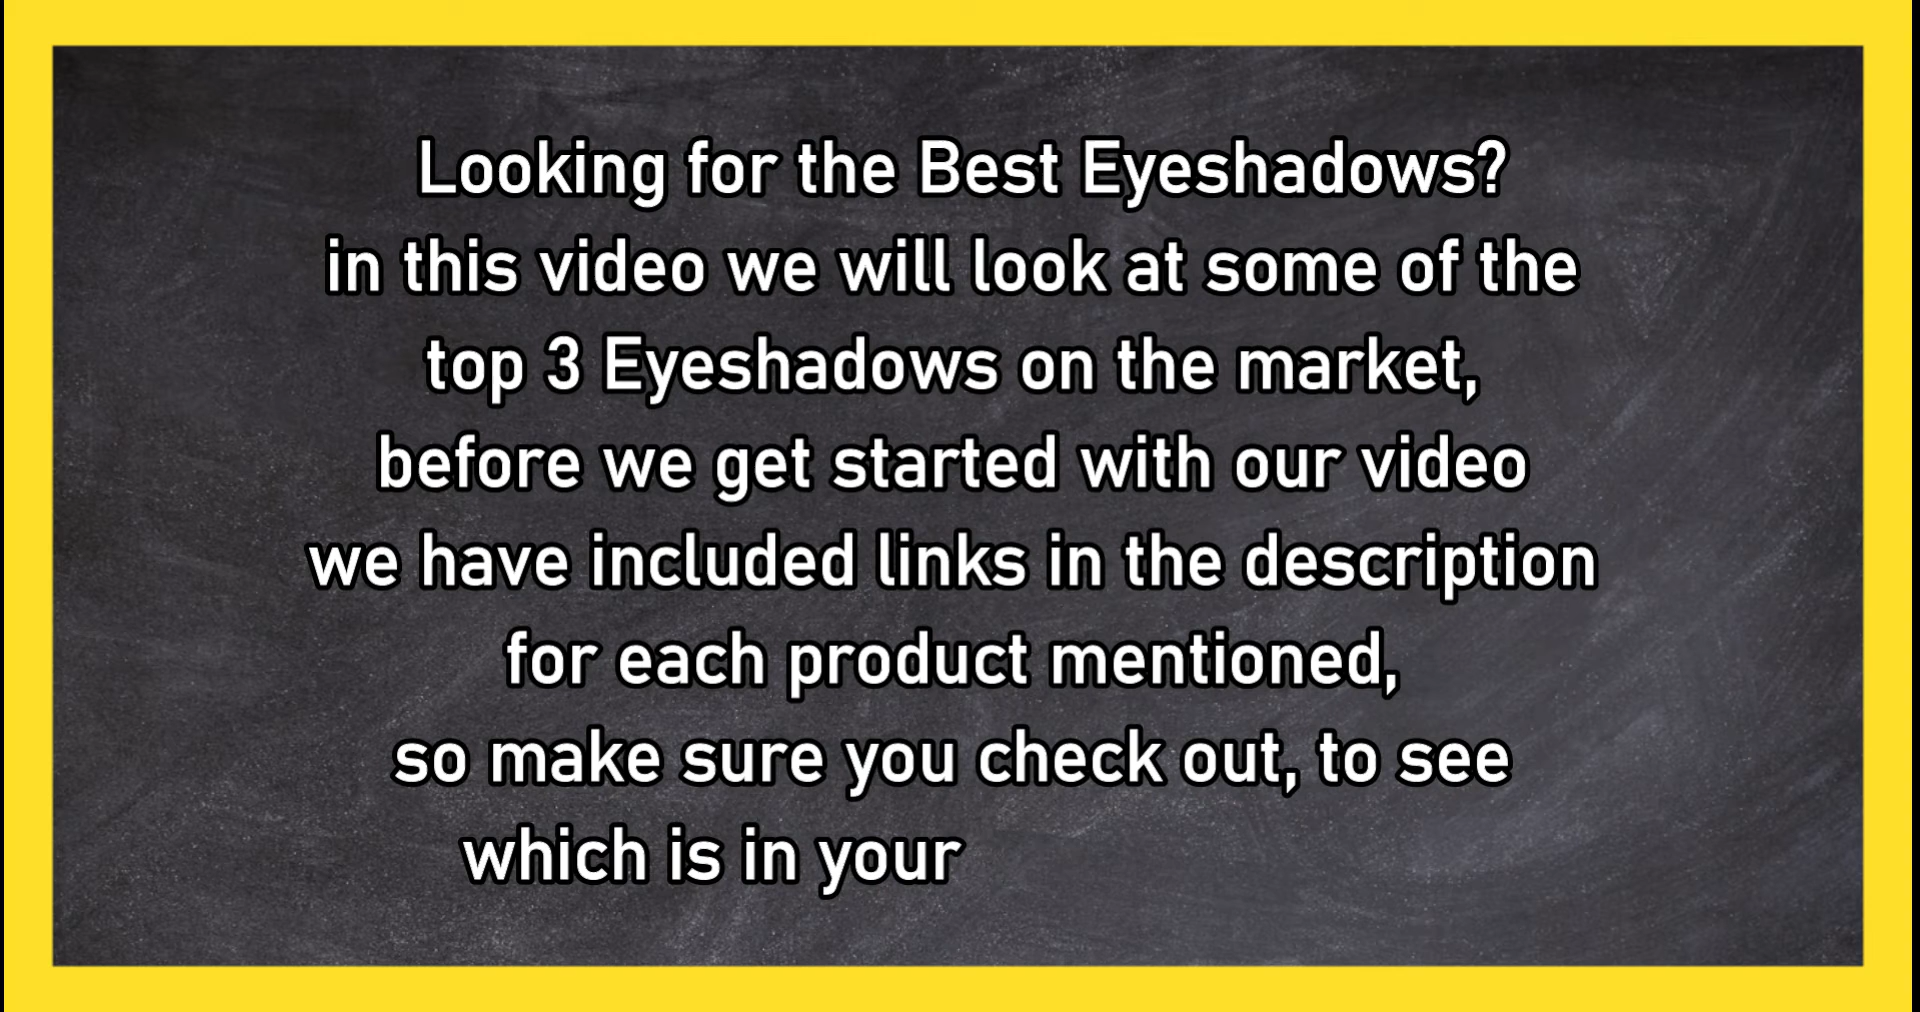 Looking for the Best Eyeshadows?
in this video we will look at some of the
top 3 Eyeshadows on the market,
before we get started with our video
we have included links in the description
for each product mentioned,
so make sure you check out, to see
which is in your